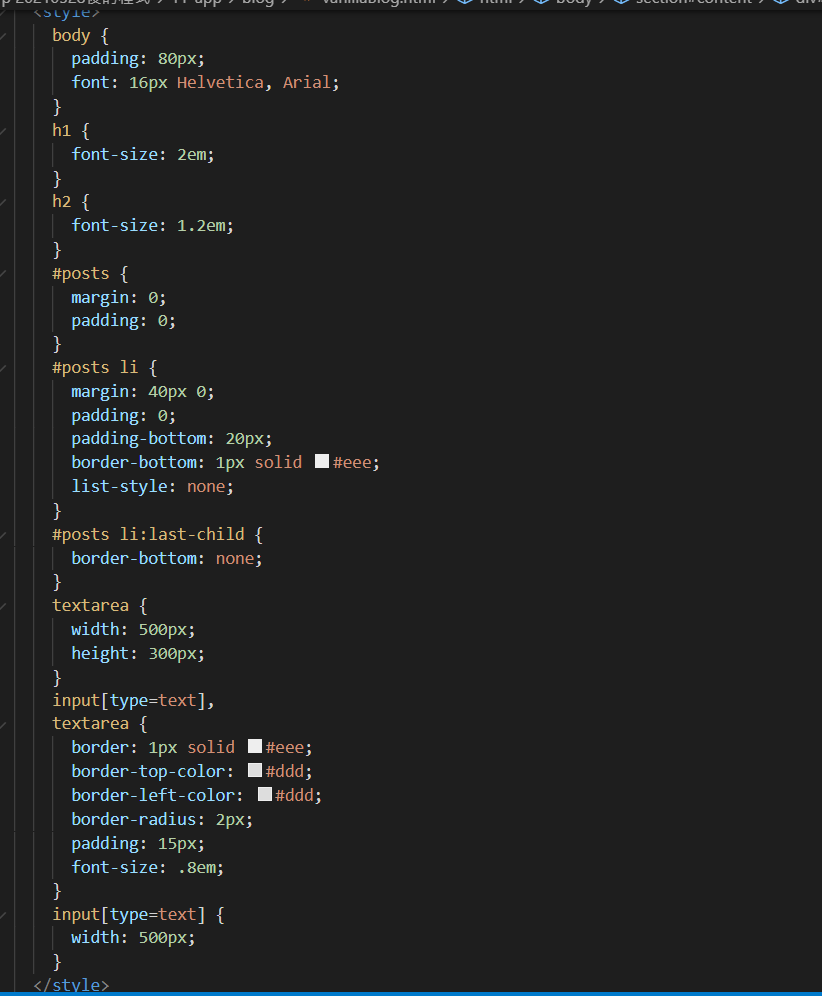 app > blog > vanillablog.html > html > body > section#content > div
<style>
body {
padding: 80px;
font: 16px Helvetica, Arial;
}
h1 {
font-size: 2em;
}
h2 {
font-size: 1.2em;
}
#posts {
margin: 0;
padding: 0;
}
#posts li {
margin: 40px 0;
padding: 0;
padding-bottom: 20px;
border-bottom: 1px solid #eee;
list-style: none;
}
#posts li:last-child {
border-bottom: none;
}
textarea {
width: 500px;
height: 300px;
}
input[type=text],
textarea {
border: 1px solid #eee;
border-top-color: #ddd;
border-left-color: #ddd;
border-radius: 2px;
padding: 15px;
font-size: .8em;
}
input[type=text] {
width: 500px;
}
</style>